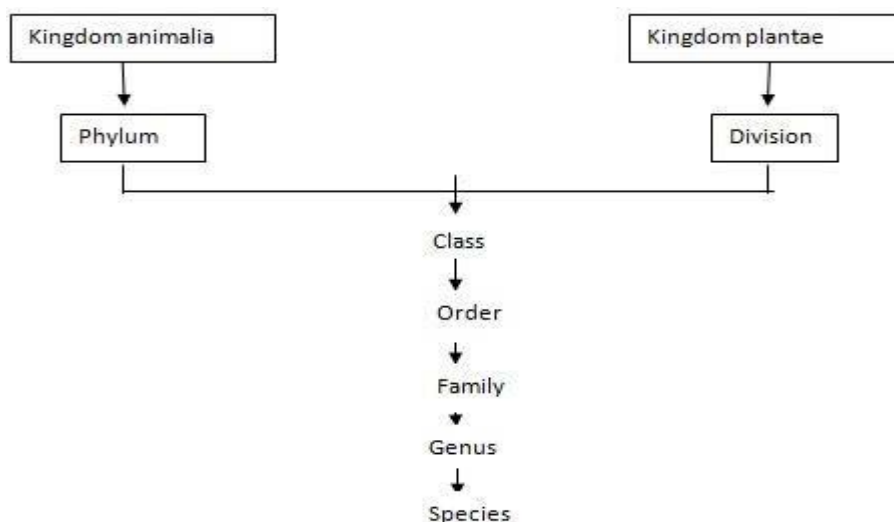 Kingdom animalia
Kingdom plantae
Phylum
Division
Class
Order
Family
Genus
Species